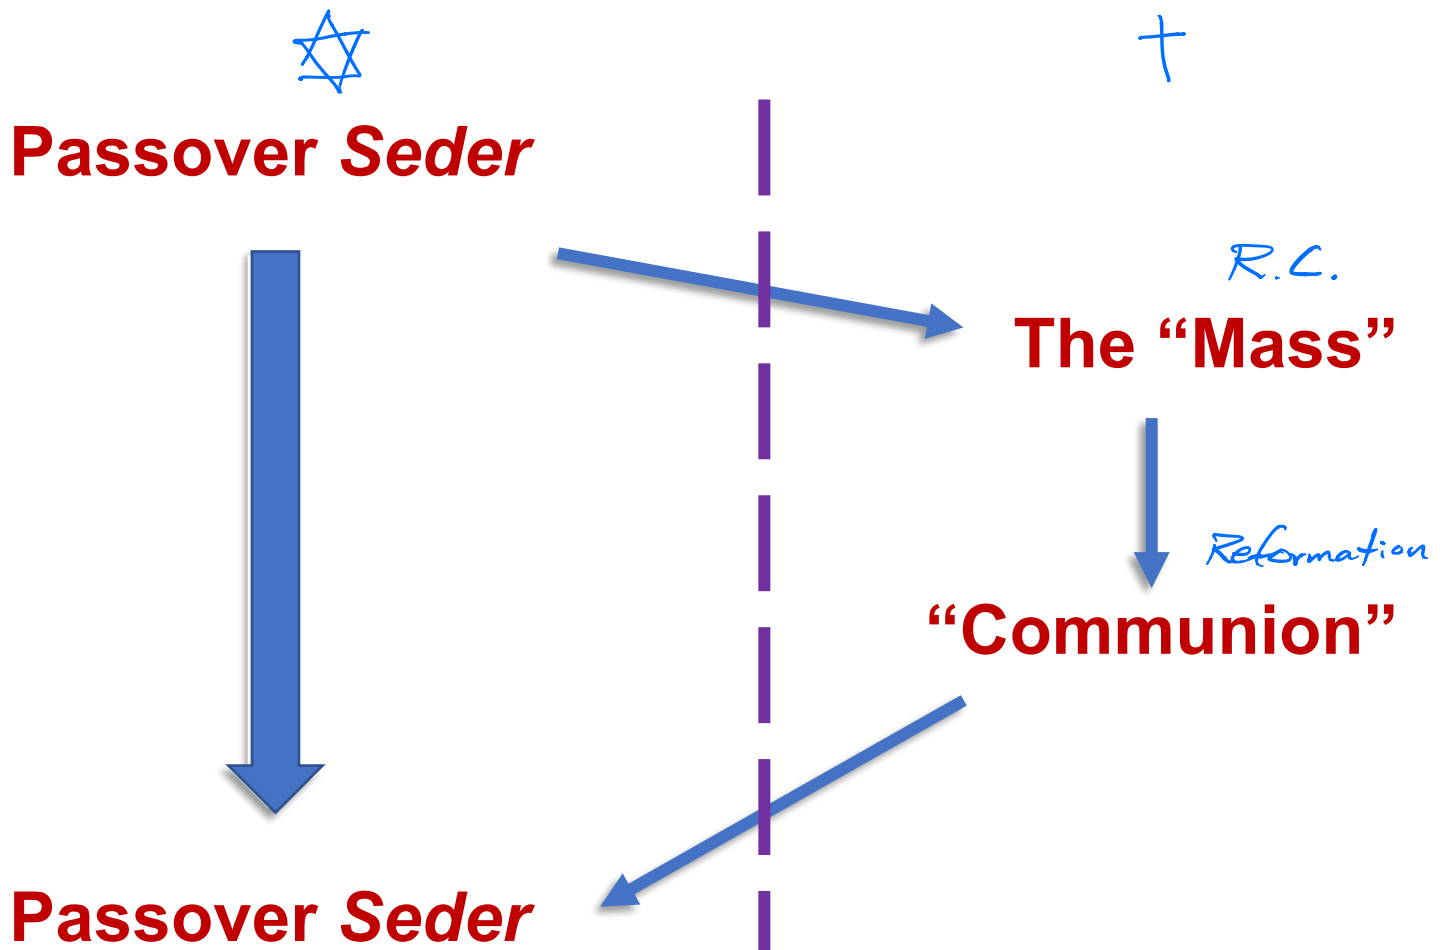 Passover Seder
R.C.
The “Mass”
Reformation
“Communion”
Passover Seder